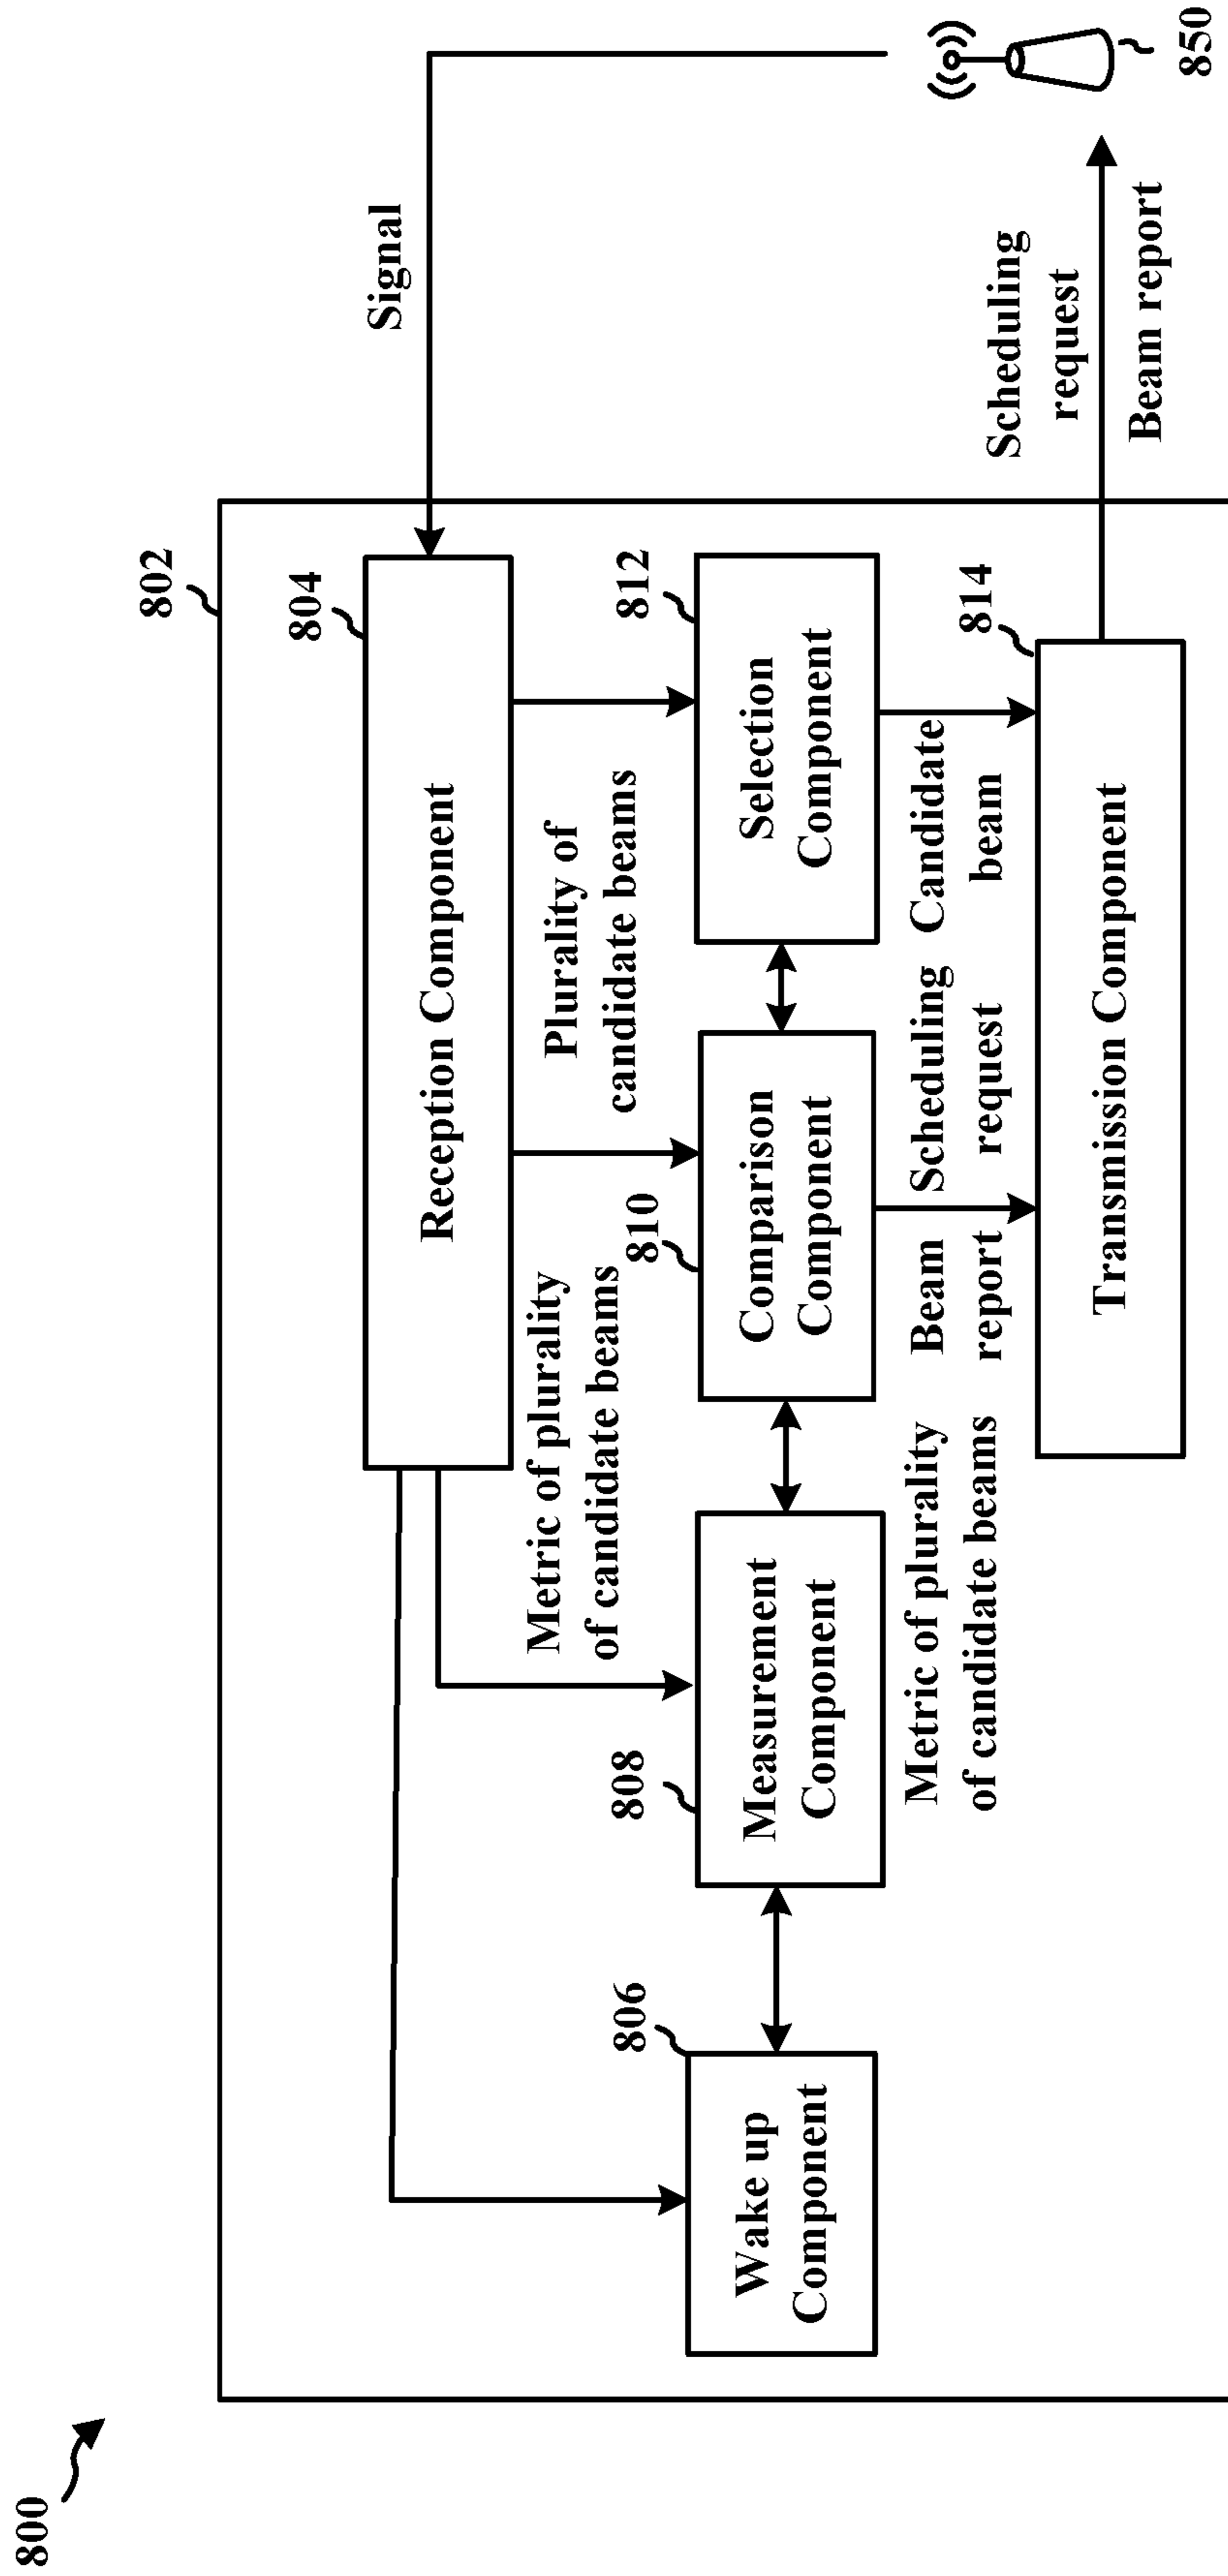 800
802
804
Reception Component
Signal
850
Metric of plurality
of candidate beams
Plurality of
candidate beams
806
Wake up
Component
808
Measurement
Component
810
Comparison
Component
812
Selection
Component
Metric of plurality
of candidate beams
Beam
report
Scheduling
request
Candidate
beam
814
Transmission Component
Scheduling
request
Beam report